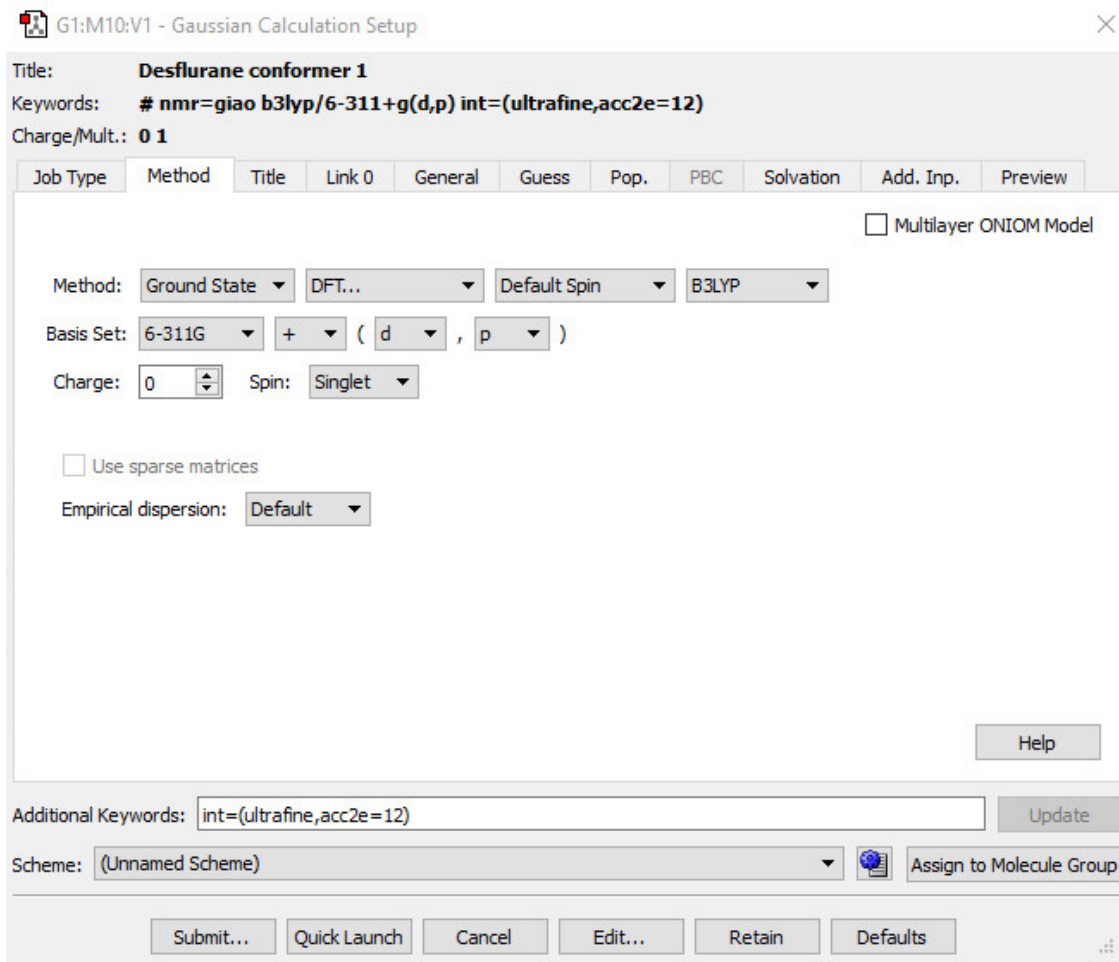 G1:M10:V1 - Gaussian Calculation Setup
Title: Desflurane conformer 1
Keywords: # nmr=giao b3lyp/6-311+g(d,p) int=(ultrafine,acc2e=12)
Charge/Mult.: 0 1
Job Type Method Title Link 0 General Guess Pop. PBC Solvation Add. Inp. Preview
Multilayer ONIOM Model
Method: Ground State DFT... Default Spin B3LYP
Basis Set: 6-311G + ( d , p )
Charge: 0 Spin: Singlet
Use sparse matrices
Empirical dispersion: Default
Help
Additional Keywords: int=(ultrafine,acc2e=12) Update
Scheme: (Unnamed Scheme) Assign to Molecule Group
Submit... Quick Launch Cancel Edit... Retain Defaults